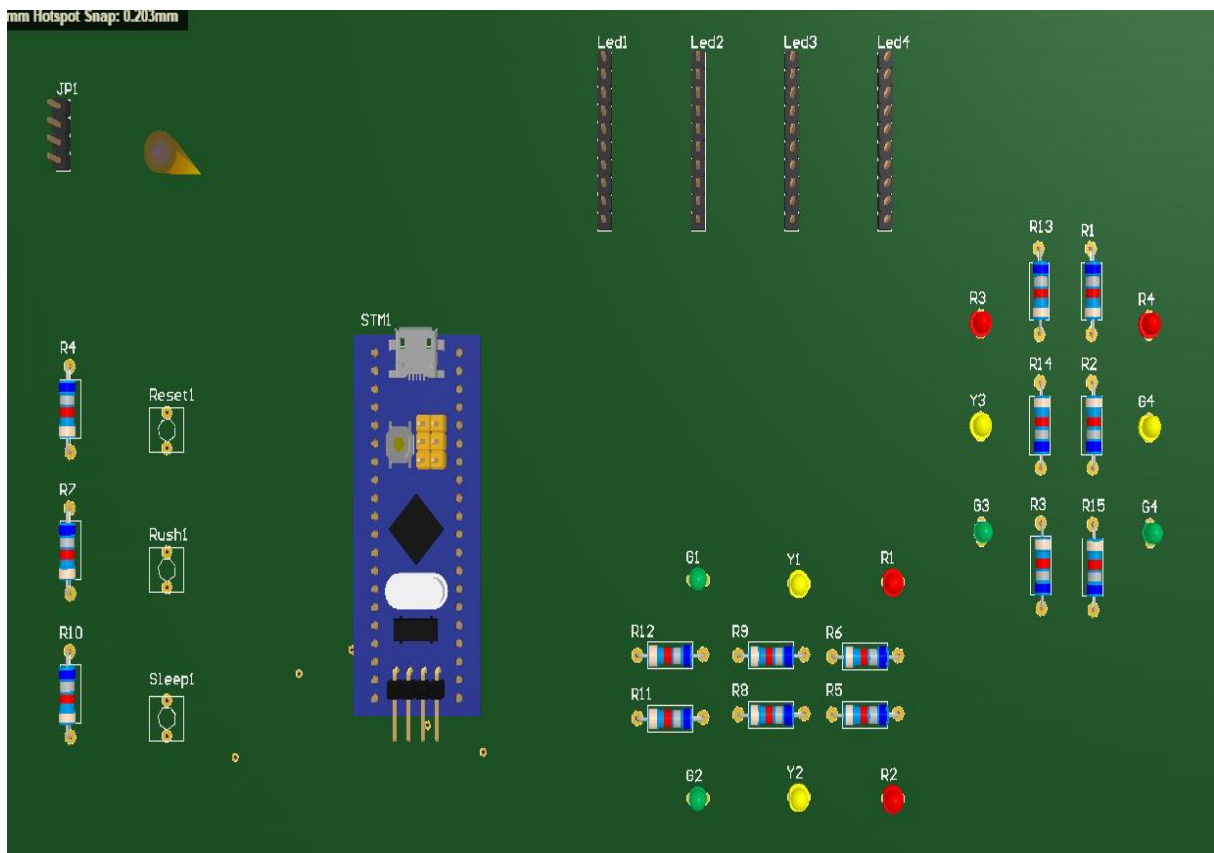 mm Hotspot Snap: 0.203mm
Led1 Led2 Led3 Led4
JP1
R13 R1
R3 R4
STM1
R4
R14 R2
Reset1
Y3 G4
R7
G3 R3 R15 G4
Rush1
G1 Y1 R1
R10
R12 R9 R6
Sleep1
R11 R8 R5
G2 Y2 R2